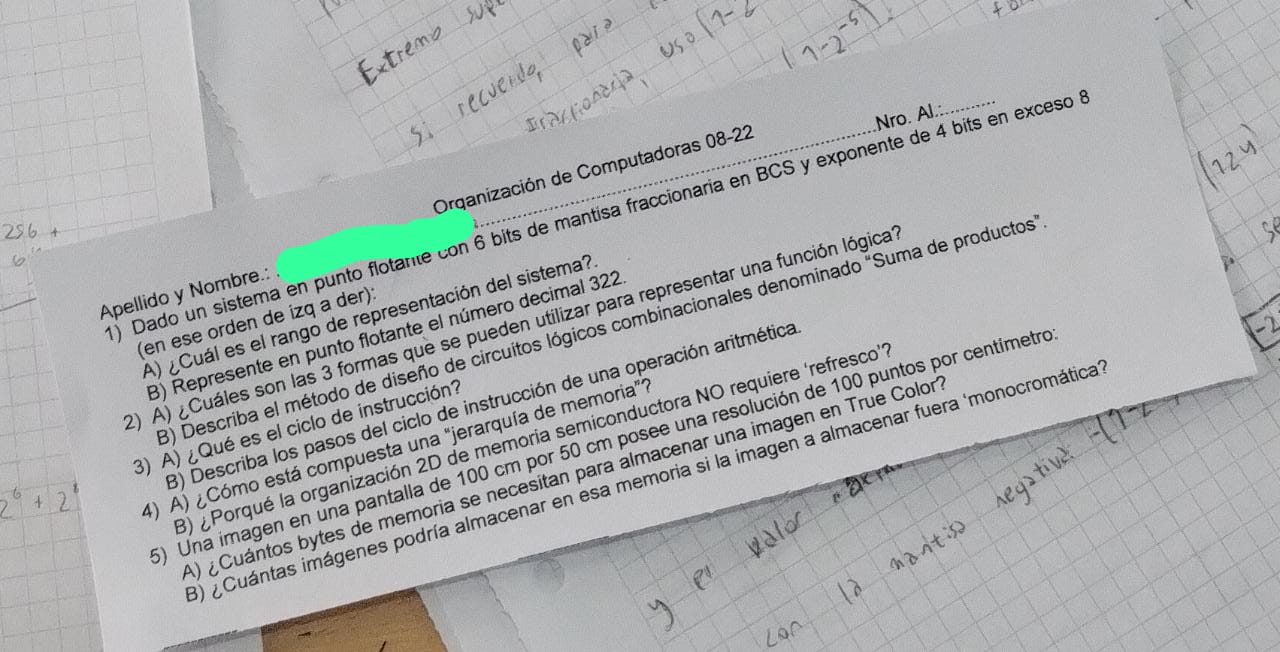 Extremo
Si recuerdo, para
fraccionaria, uso (1-2
(1-2^-5)
256 +
(124)
Organización de Computadoras 08-22
Apellido y Nombre.: ........ Nro. Al.:...........
1) Dado un sistema en punto flotante con 6 bits de mantisa fraccionaria en BCS y exponente de 4 bits en exceso 8
(en ese orden de izq a der):
A) ¿Cuál es el rango de representación del sistema?.
B) Represente en punto flotante el número decimal 322.
2) A) ¿Cuáles son las 3 formas que se pueden utilizar para representar una función lógica?
B) Describa el método de diseño de circuitos lógicos combinacionales denominado “Suma de productos”.
3) A) ¿Qué es el ciclo de instrucción?
B) Describa los pasos del ciclo de instrucción de una operación aritmética.
4) A) ¿Cómo está compuesta una “jerarquía de memoria”?
B) ¿Porqué la organización 2D de memoria semiconductora NO requiere ‘refresco’?
5) Una imagen en una pantalla de 100 cm por 50 cm posee una resolución de 100 puntos por centímetro:
A) ¿Cuántos bytes de memoria se necesitan para almacenar una imagen en True Color?
B) ¿Cuántas imágenes podría almacenar en esa memoria si la imagen a almacenar fuera ‘monocromática?
y el valor
con la mantisa negativa: -(1-2